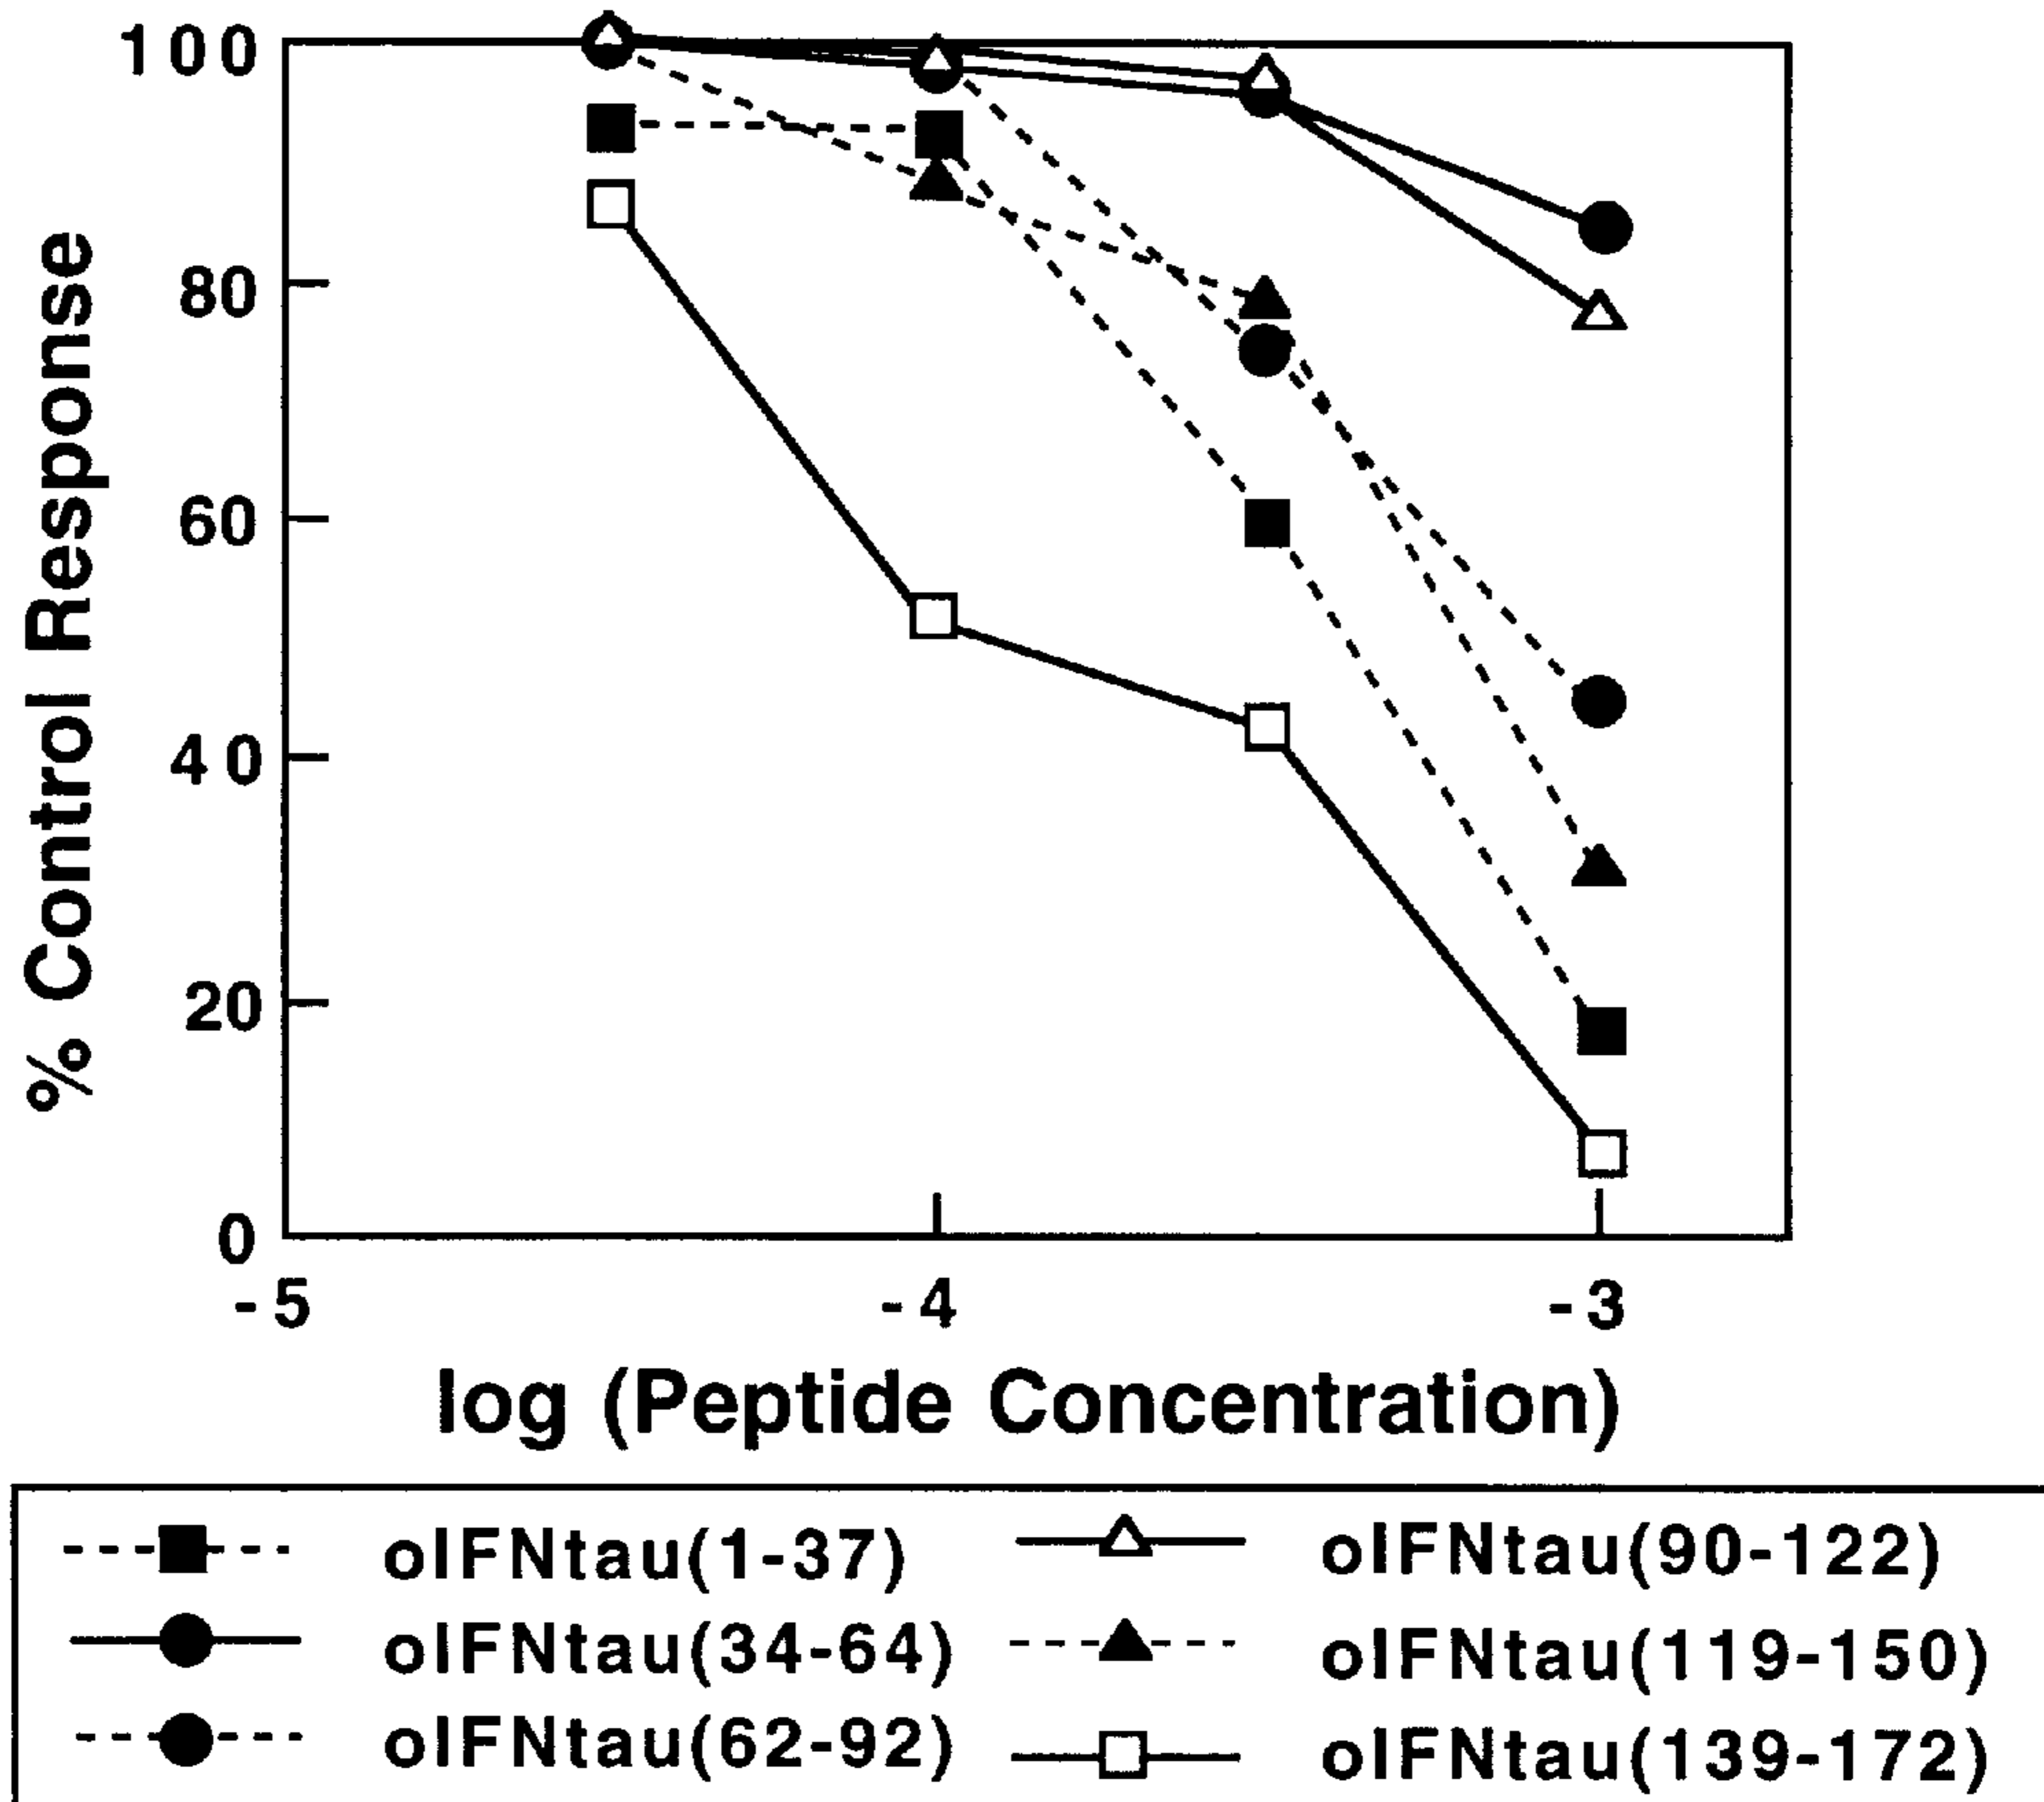 100
80
60
40
20
0
% Control Response
-5
-4
-3
log (Peptide Concentration)
oIFNtau(1-37)
oIFNtau(34-64)
oIFNtau(62-92)
oIFNtau(90-122)
oIFNtau(119-150)
oIFNtau(139-172)